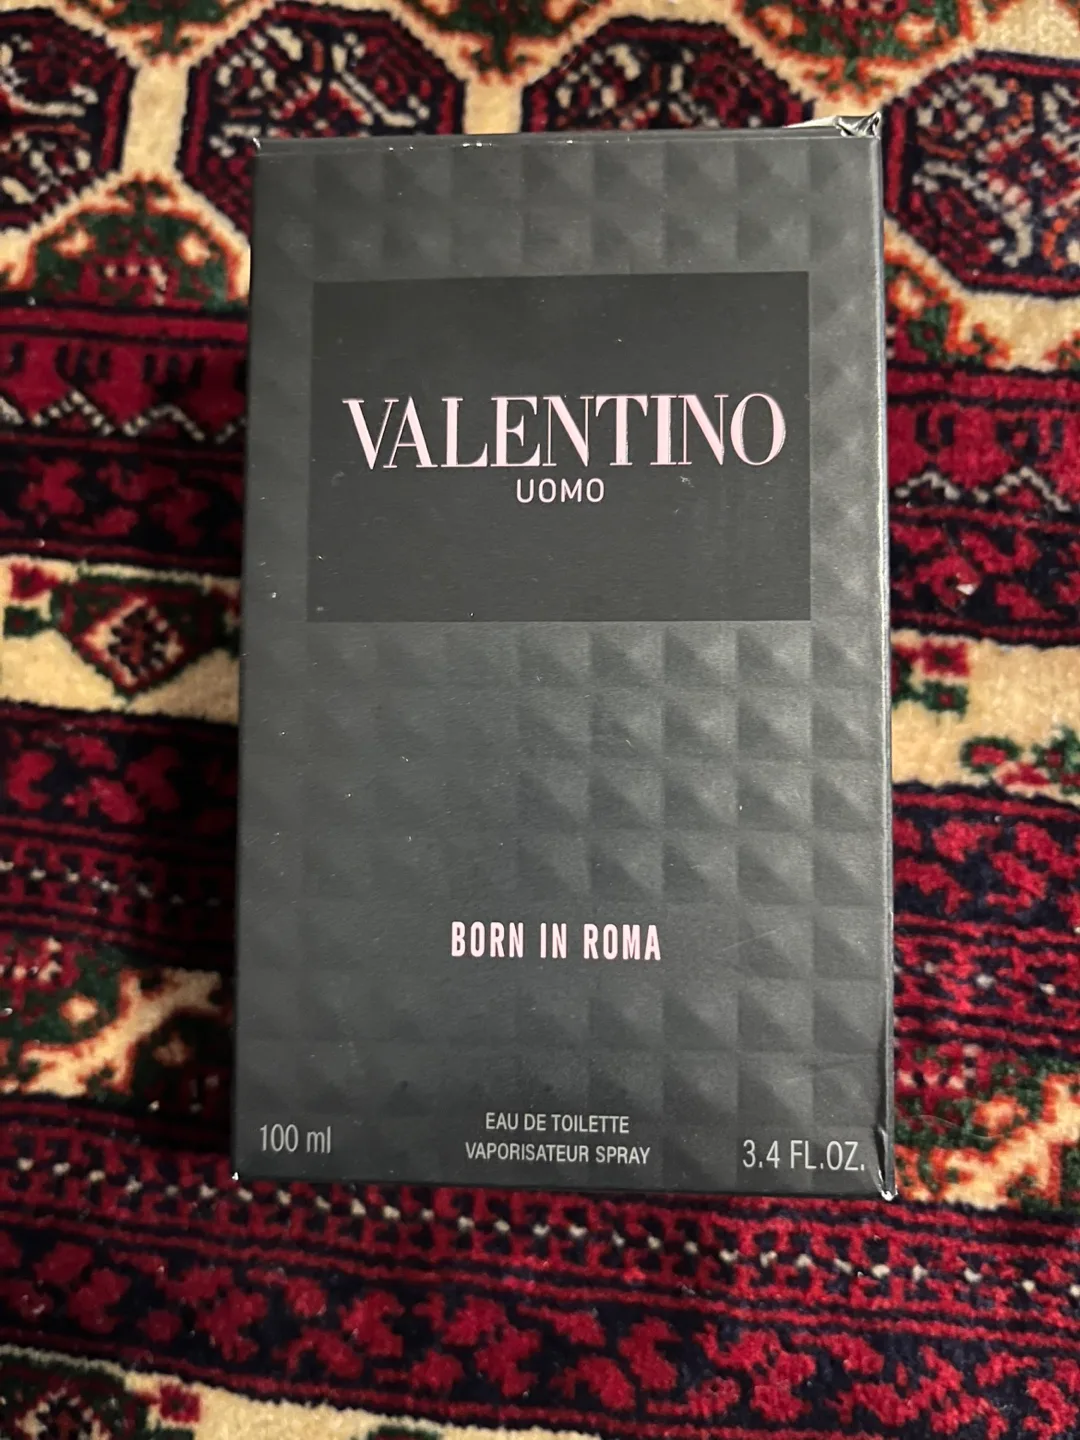 VALENTINO
UOMO
BORN IN ROMA
EAU DE TOILETTE
VAPORISATEUR SPRAY
100 ml
3.4 FL.OZ.